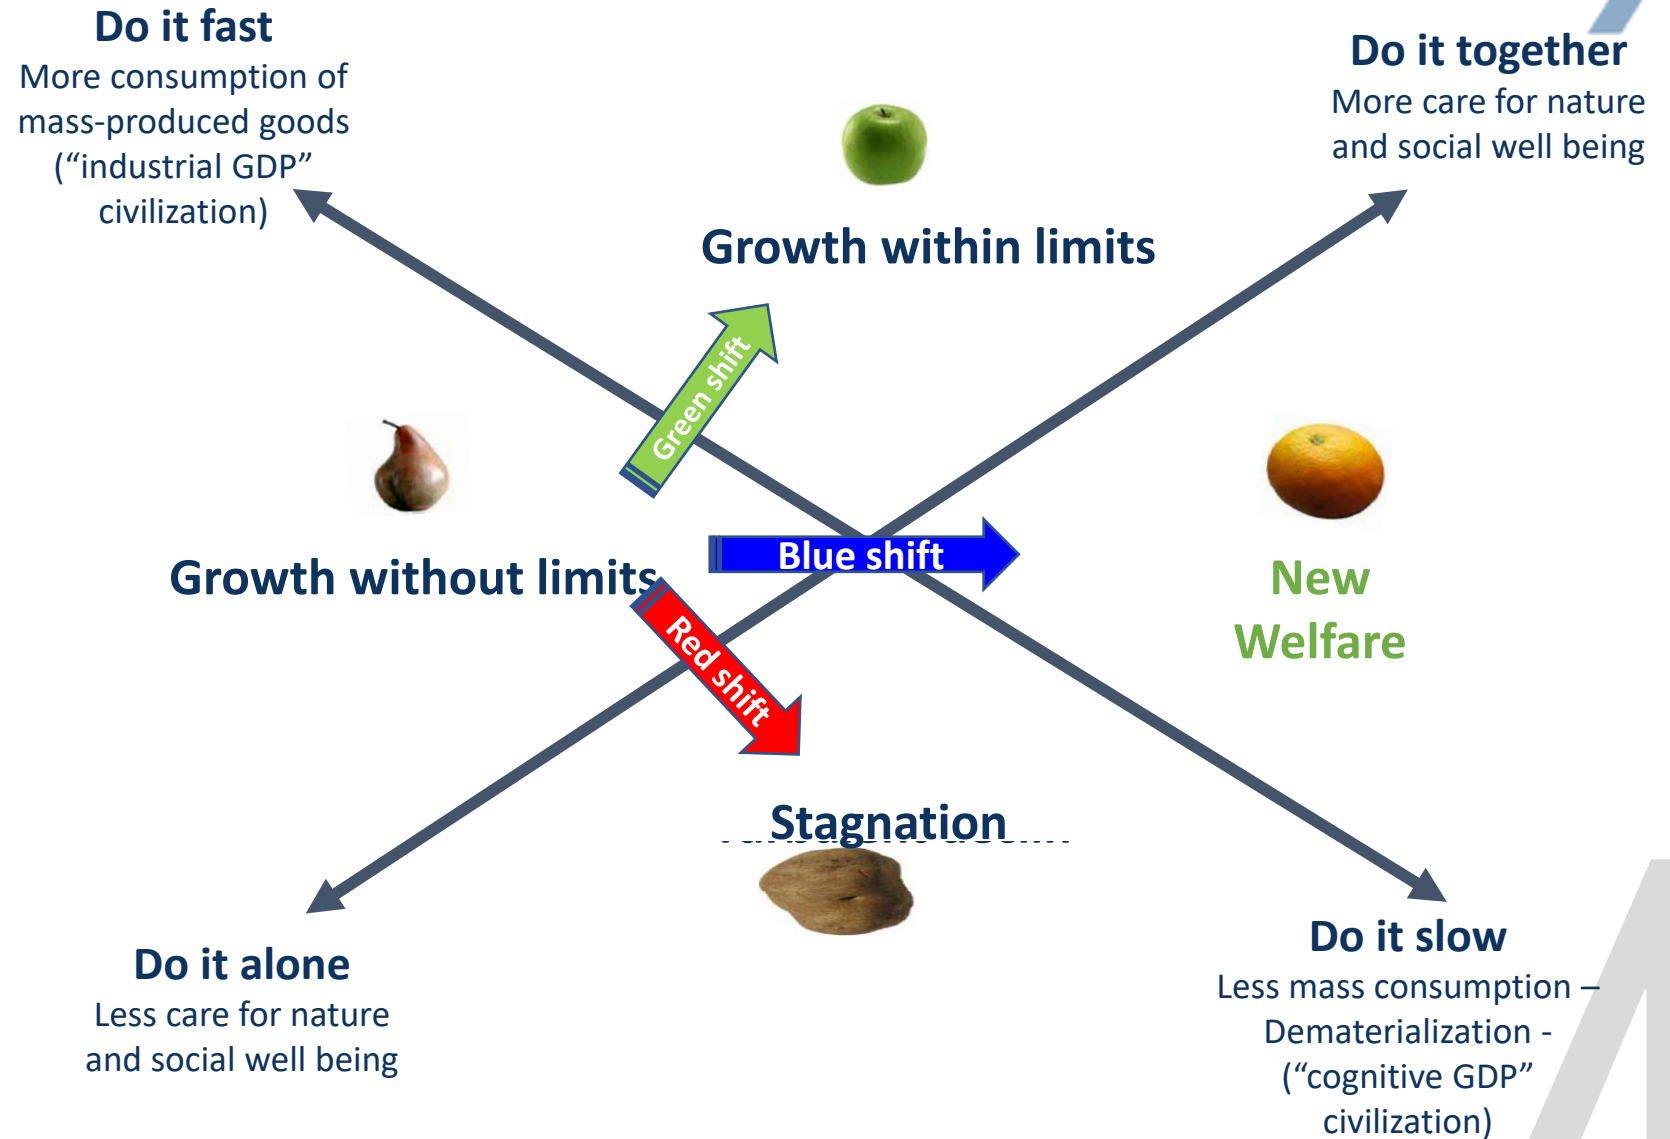 Do it fast
More consumption of
mass-produced goods
(“industrial GDP”
civilization)
Do it together
More care for nature
and social well being
Growth within limits
Green shift
Growth without limits
Blue shift
New
Welfare
Red shift
Stagnation
Do it alone
Less care for nature
and social well being
Do it slow
Less mass consumption –
Dematerialization -
(“cognitive GDP”
civilization)